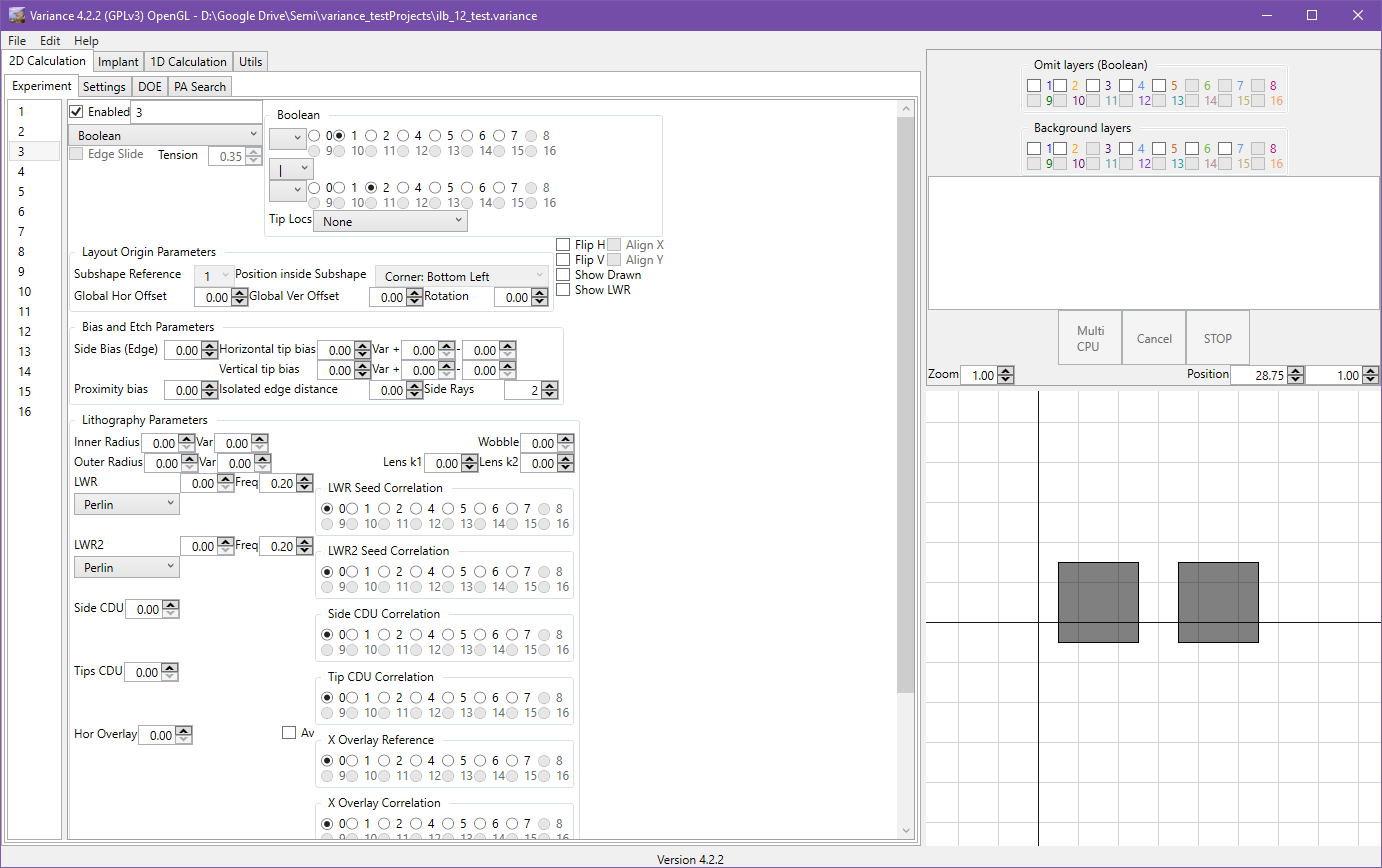 Variance 4.2.2 (GPLv3) OpenGL - D:\Google Drive\Semi\variance_testProjects\ilb_12_test.variance
File Edit Help
2D Calculation Implant 1D Calculation Utils
Experiment Settings DOE PA Search
1
2
3
4
5
6
7
8
9
10
11
12
13
14
15
16
Enabled 3
Boolean
Edge Slide Tension 0.35
Boolean
0 1 2 4 5 6 7 8
9 10 11 12 13 14 15 16
|
0 1 2 4 5 6 7 8
9 10 11 12 13 14 15 16
Tip Locs None
Layout Origin Parameters
Subshape Reference 1 Position inside Subshape Corner: Bottom Left
Global Hor Offset 0.00 Global Ver Offset 0.00 Rotation 0.00
Flip H Align X
Flip V Align Y
Show Drawn
Show LWR
Bias and Etch Parameters
Side Bias (Edge) 0.00 Horizontal tip bias 0.00 Var + 0.00 - 0.00
Vertical tip bias 0.00 Var + 0.00 - 0.00
Proximity bias 0.00 Isolated edge distance 0.00 Side Rays 2
Lithography Parameters
Inner Radius 0.00 Var 0.00 Wobble 0.00
Outer Radius 0.00 Var 0.00 Lens k1 0.00 Lens k2 0.00
LWR 0.00 Freq 0.20
Perlin
LWR Seed Correlation
0 1 2 4 5 6 7 8
9 10 11 12 13 14 15 16
LWR2 0.00 Freq 0.20
Perlin
LWR2 Seed Correlation
0 1 2 4 5 6 7 8
9 10 11 12 13 14 15 16
Side CDU 0.00
Side CDU Correlation
0 1 2 4 5 6 7 8
9 10 11 12 13 14 15 16
Tips CDU 0.00
Tip CDU Correlation
0 1 2 4 5 6 7 8
9 10 11 12 13 14 15 16
Hor Overlay 0.00 Av
X Overlay Reference
0 1 2 4 5 6 7 8
9 10 11 12 13 14 15 16
X Overlay Correlation
0 1 2 4 5 6 7 8
9 10 11 12 13 14 15 16
Omit layers (Boolean)
1 2 3 4 5 6 7 8
9 10 11 12 13 14 15 16
Background layers
1 2 3 4 5 6 7 8
9 10 11 12 13 14 15 16
Multi CPU
Cancel
STOP
Zoom 1.00 Position 28.75 1.00
Version 4.2.2